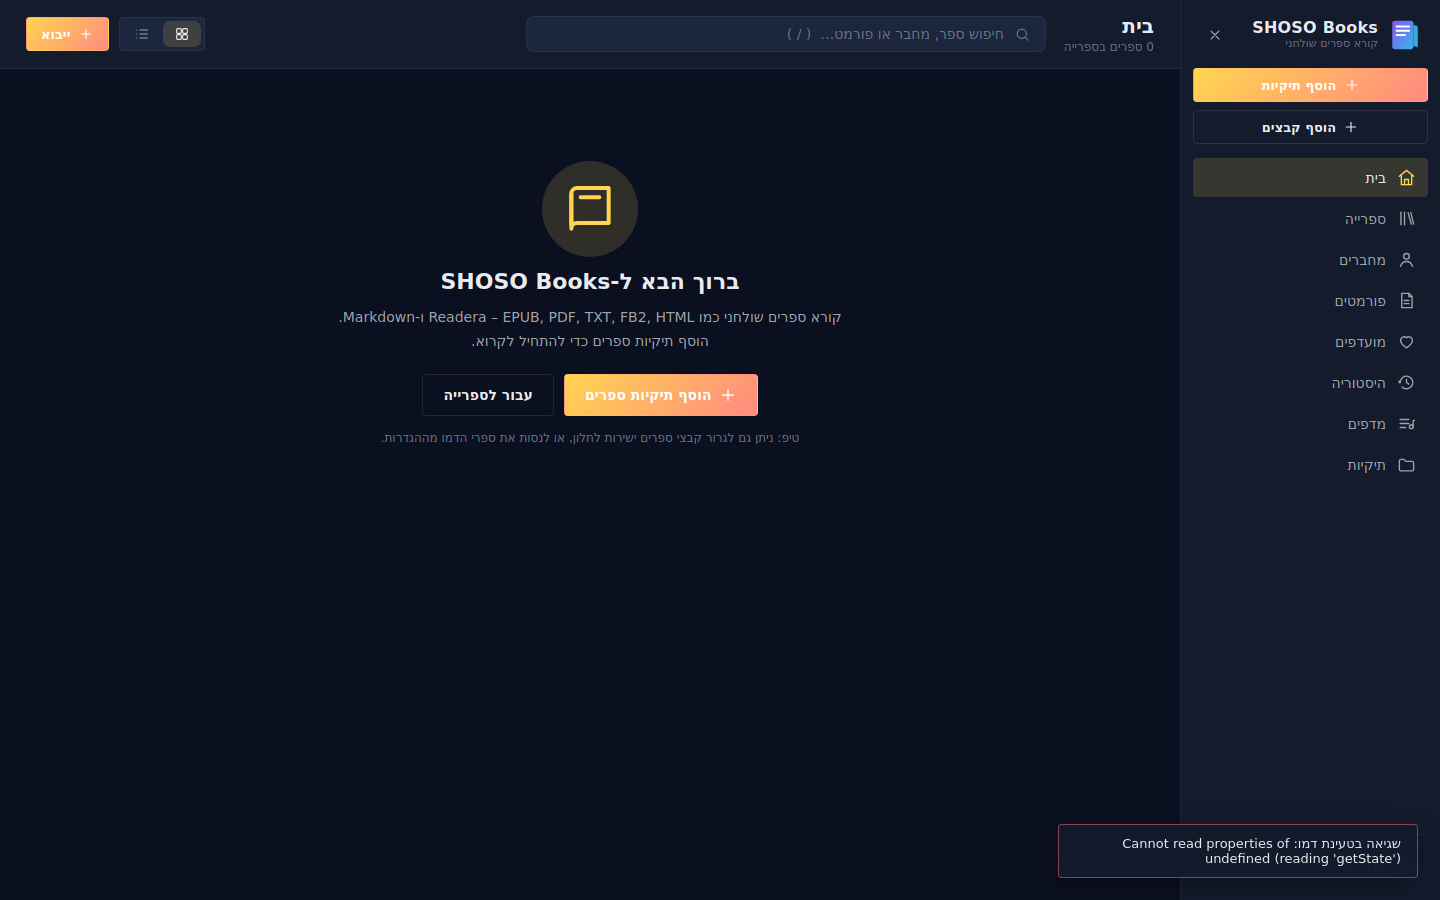 SHOSO Books
קורא ספרים שולחני
הוסף תיקיות
הוסף קבצים
בית
ספרייה
מחברים
פורמטים
מועדפים
היסטוריה
מדפים
תיקיות
בית
0 ספרים בספרייה
חיפוש ספר, מחבר או פורמט... ( / )
ייבוא
ברוך הבא ל-SHOSO Books
קורא ספרים שולחני כמו Readera – EPUB, PDF, TXT, FB2, HTML ו-Markdown.
הוסף תיקיות ספרים כדי להתחיל לקרוא.
הוסף תיקיות ספרים
עבור לספרייה
טיפ: ניתן גם לגרור קבצי ספרים ישירות לחלון, או לנסות את ספרי הדמו מההגדרות.
שגיאה בטעינת דמו: Cannot read properties of
undefined (reading 'getState')